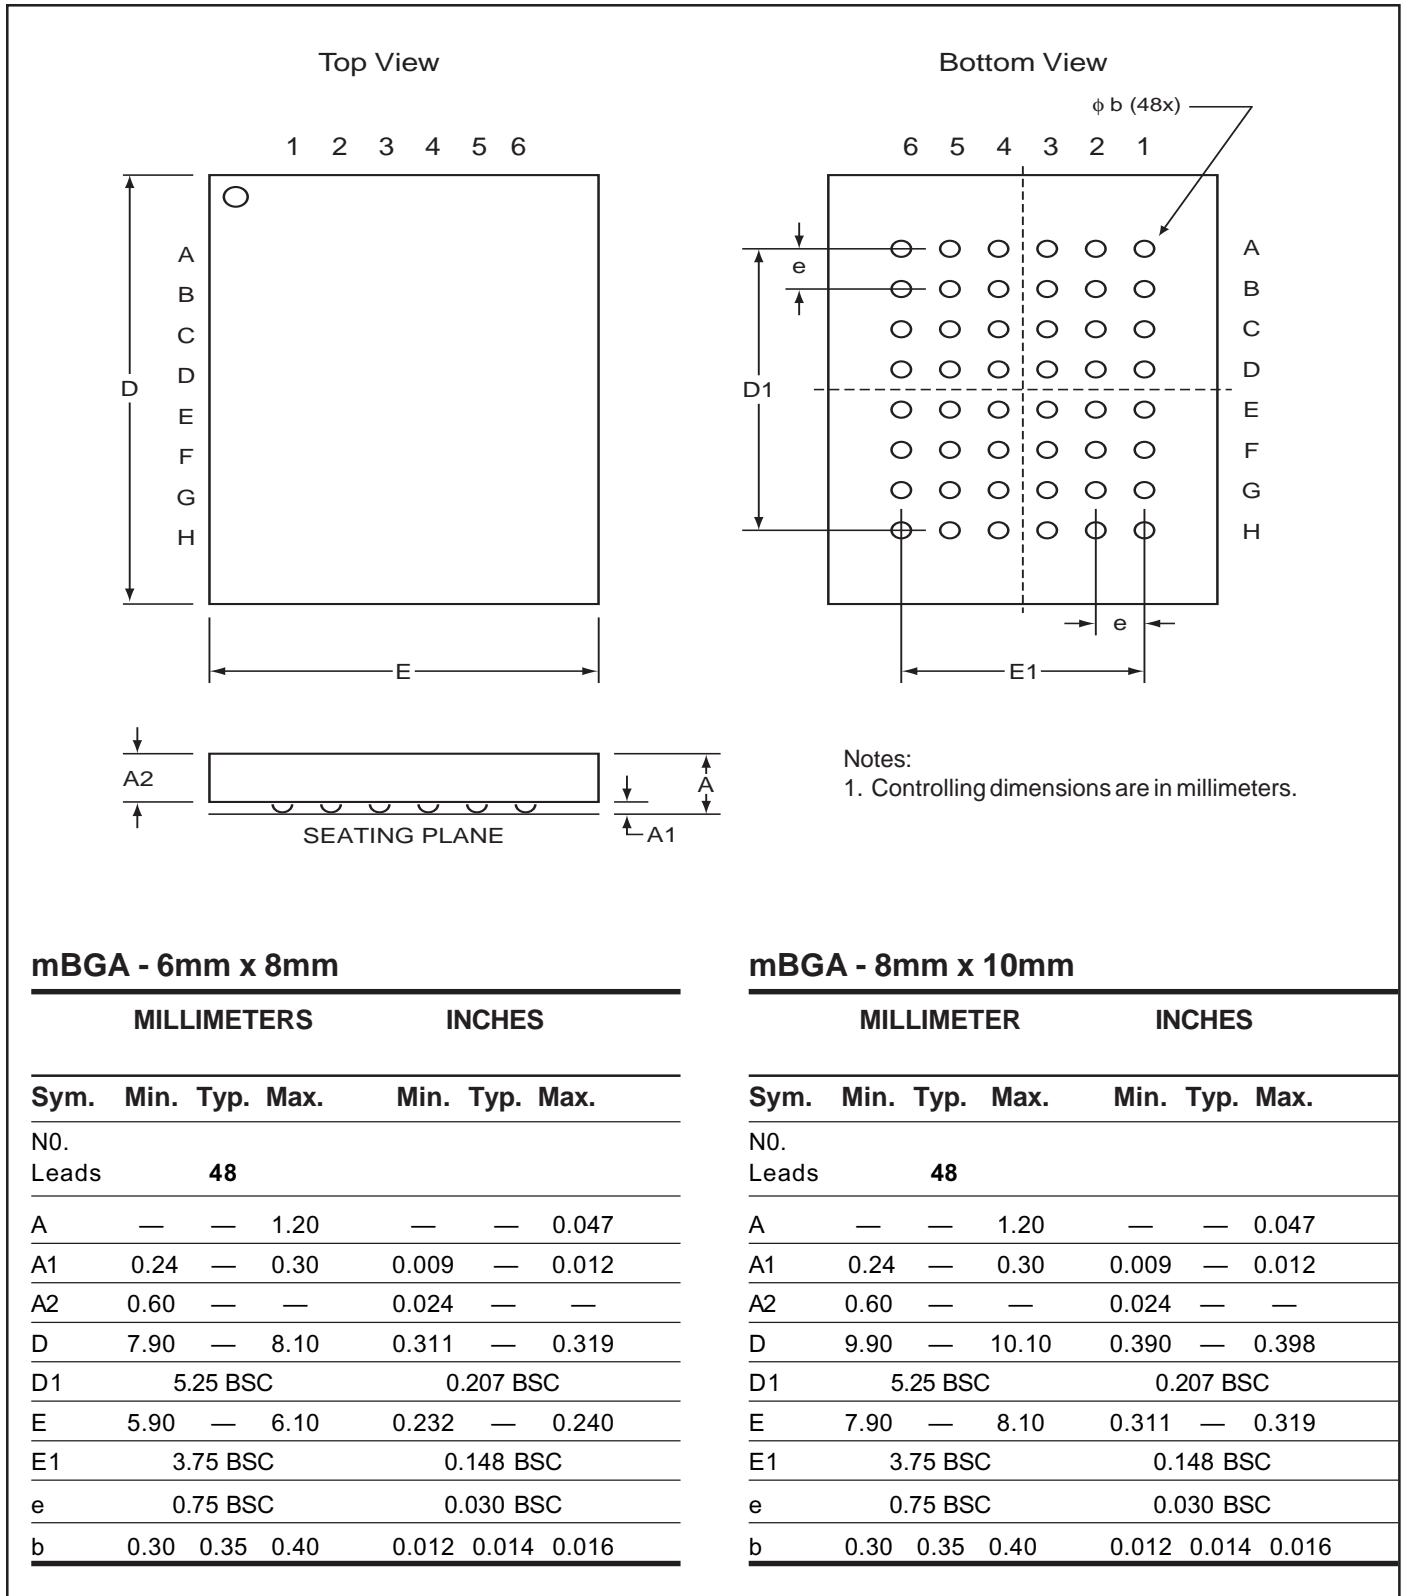 Top View
1 2 3 4 5 6
A
B
C
D
E
F
G
H
D
E
Bottom View
ϕ b (48x)
6 5 4 3 2 1
e
D1
A
B
C
D
E
F
G
H
e
E1
A2
SEATING PLANE
A
A1
Notes:
1. Controlling dimensions are in millimeters.
mBGA - 6mm x 8mm
MILLIMETERS INCHES
Sym. Min. Typ. Max. Min. Typ. Max.
N0.
Leads 48
A — — 1.20 — — 0.047
A1 0.24 — 0.30 0.009 — 0.012
A2 0.60 — — 0.024 — —
D 7.90 — 8.10 0.311 — 0.319
D1 5.25 BSC 0.207 BSC
E 5.90 — 6.10 0.232 — 0.240
E1 3.75 BSC 0.148 BSC
e 0.75 BSC 0.030 BSC
b 0.30 0.35 0.40 0.012 0.014 0.016
mBGA - 8mm x 10mm
MILLIMETER INCHES
Sym. Min. Typ. Max. Min. Typ. Max.
N0.
Leads 48
A — — 1.20 — — 0.047
A1 0.24 — 0.30 0.009 — 0.012
A2 0.60 — — 0.024 — —
D 9.90 — 10.10 0.390 — 0.398
D1 5.25 BSC 0.207 BSC
E 7.90 — 8.10 0.311 — 0.319
E1 3.75 BSC 0.148 BSC
e 0.75 BSC 0.030 BSC
b 0.30 0.35 0.40 0.012 0.014 0.016